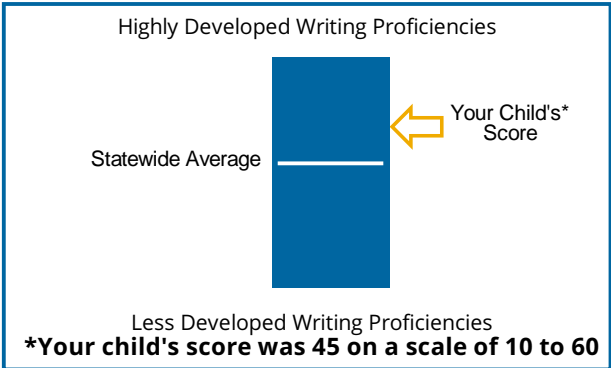 Highly Developed Writing Proficiencies
Your Child's*
Score
Statewide Average
Less Developed Writing Proficiencies
*Your child's score was 45 on a scale of 10 to 60